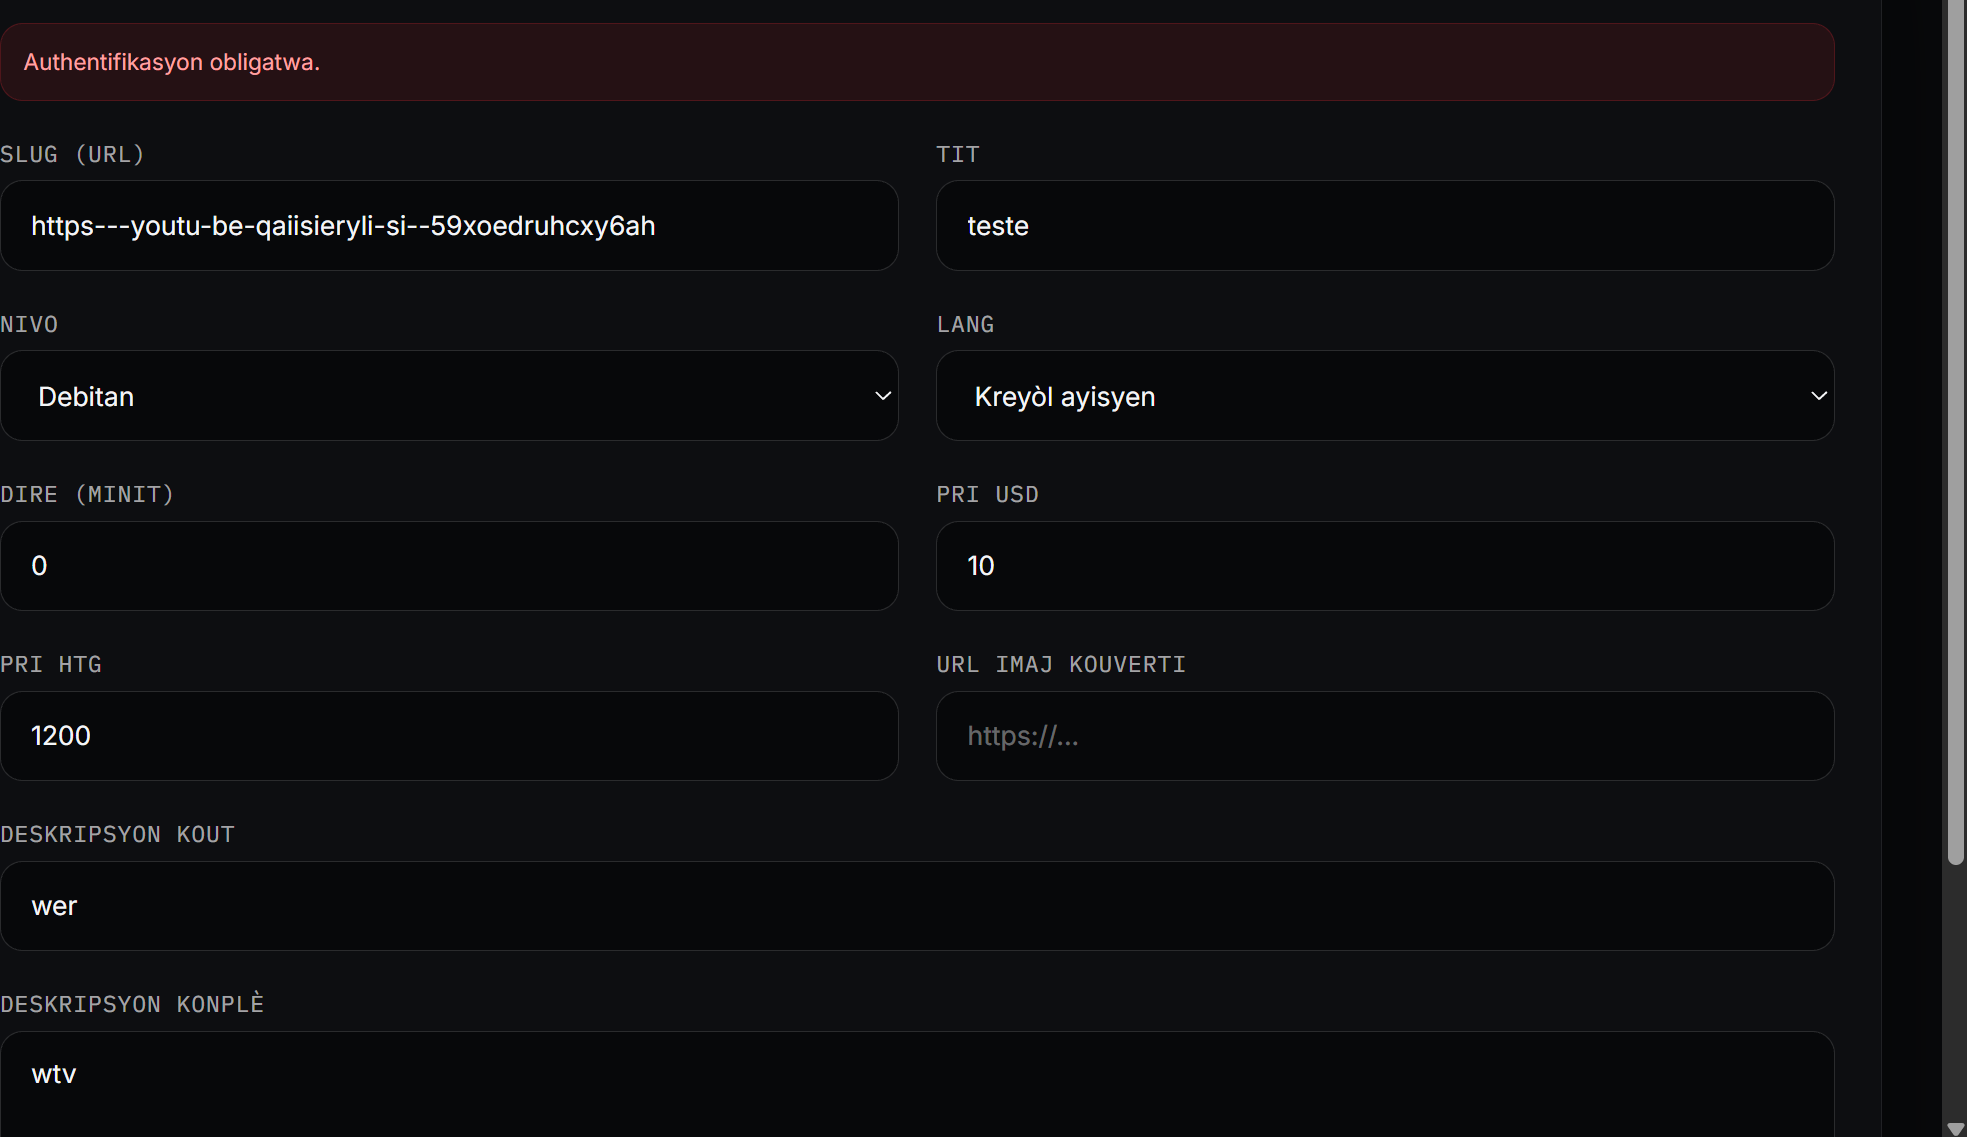 Authentifikasyon obligatwa.
SLUG (URL)
https---youtu-be-qaiisieryli-si--59xoedruhcxy6ah
TIT
teste
NIVO
Debitan
LANG
Kreyòl ayisyen
DIRE (MINIT)
0
PRI USD
10
PRI HTG
1200
URL IMAJ KOUVERTI
https://...
DESKRIPSYON KOUT
wer
DESKRIPSYON KONPLÈ
wtv